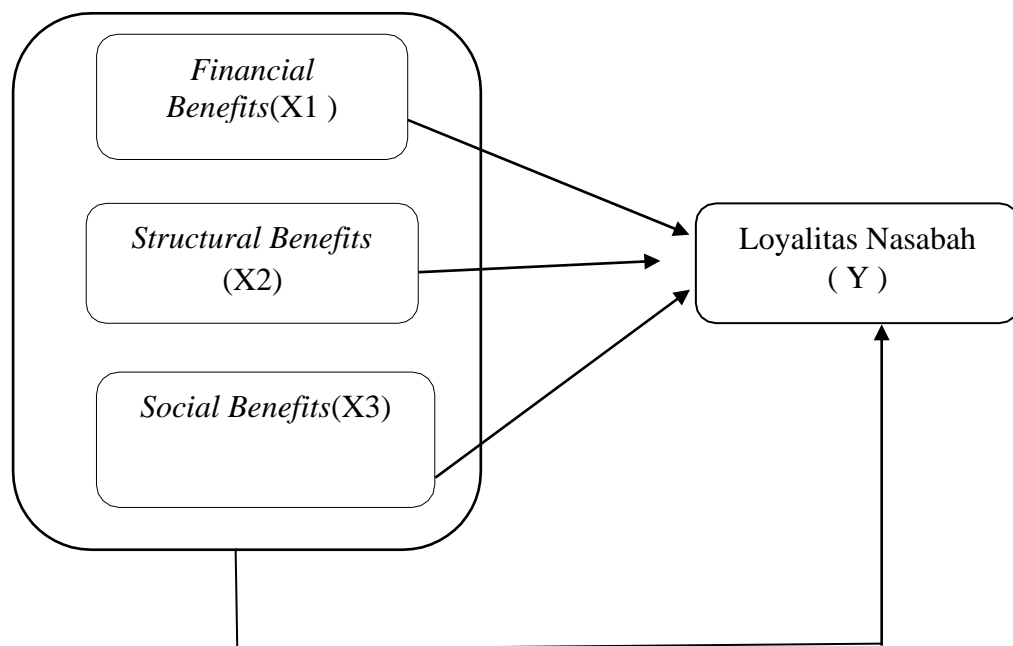 Financial
Benefits(X1 )
Structural Benefits
(X2)
Social Benefits(X3)
Loyalitas Nasabah
( Y )